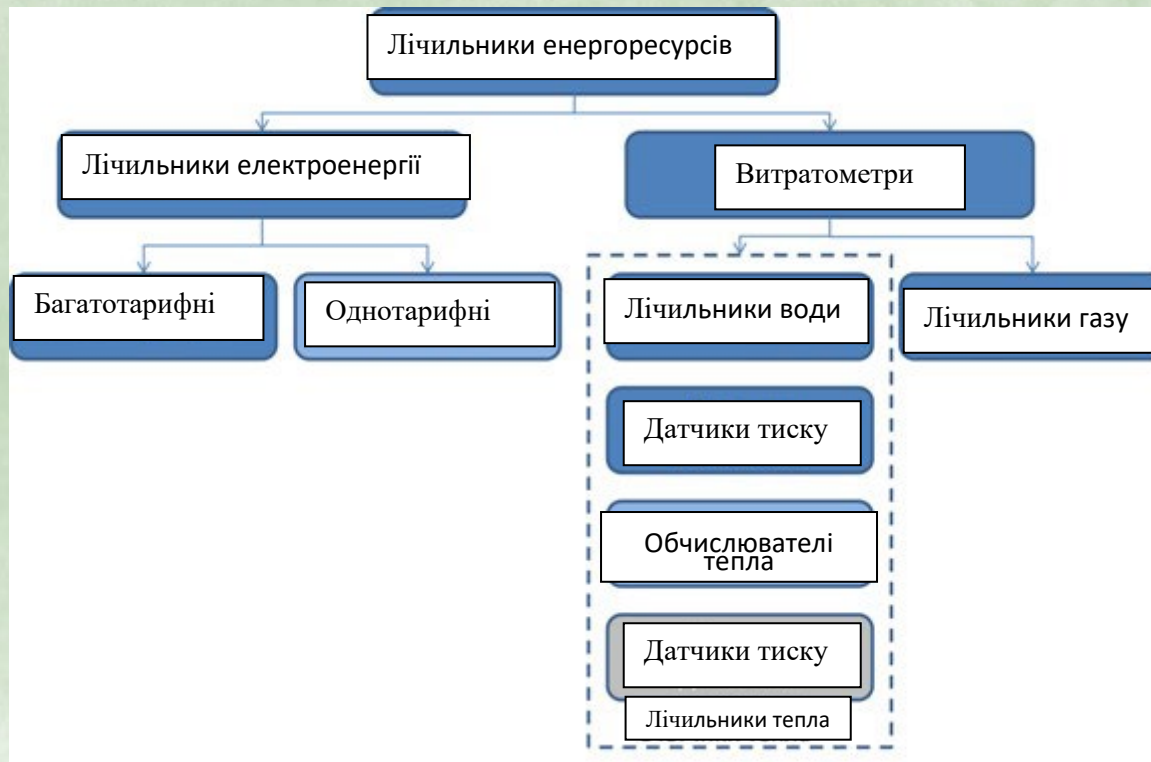 Лічильники енергоресурсів
Лічильники електроенергії
Витратометри
Багатотарифні
Однотарифні
Лічильники води
Лічильники газу
Датчики тиску
Обчислювателі
тепла
Датчики тиску
Лічильники тепла